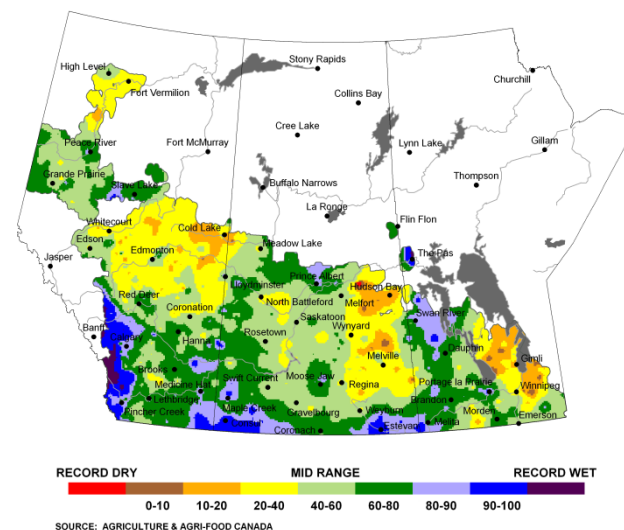 Stony Rapids
High Level
Churchill
Fort Vermilion
Collins Bay
Cree Lake
Peace River
Fort McMurray
Lynn Lake
Gillam
Grande Prairie
Slave Lake
Buffalo Narrows
Thompson
La Ronge
Whitecourt
Cold Lake
Flin Flon
Edson
Meadow Lake
Edmonton
The Pas
Jasper
Lloydminster
Prince Albert
Hudson Bay
Red Deer
North Battleford
Melfort
Coronation
Saskatoon
Swan River
Banff
Calgary
Hanna
Rosetown
Wynyard
Dauphin
Brooks
Melville
Gimli
Medicine Hat
Swift Current
Moose Jaw
Regina
Portage la Prairie
Winnipeg
Lethbridge
Maple Creek
Gravelbourg
Weyburn
Brandon
Pincher Creek
Morden
Emerson
Consul
Coronach
Estevan
Melita
RECORD DRY MID RANGE RECORD WET
0-10 10-20 20-40 40-60 60-80 80-90 90-100
SOURCE: AGRICULTURE & AGRI-FOOD CANADA